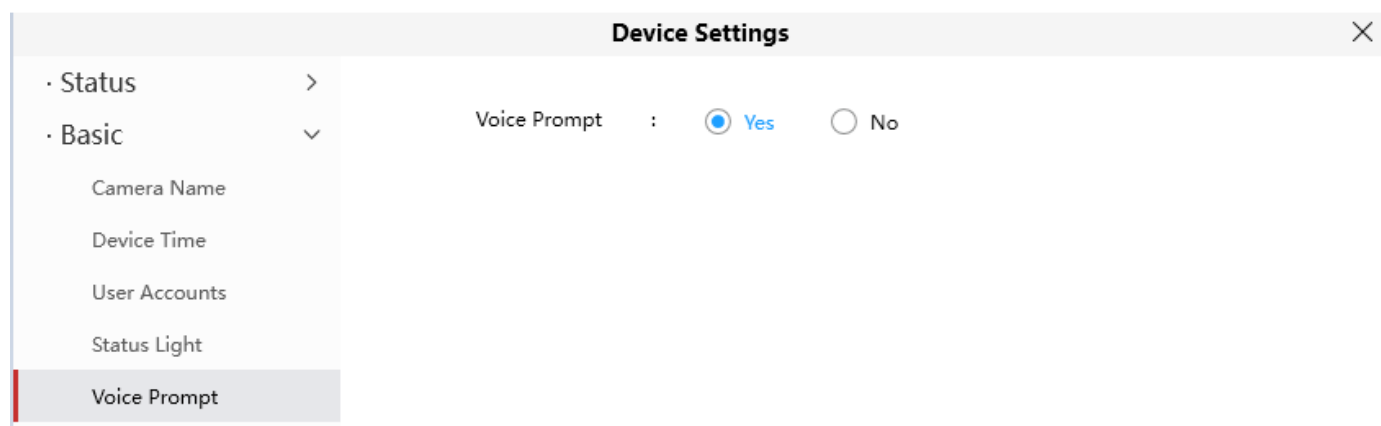 Device Settings
· Status
· Basic
Camera Name
Device Time
User Accounts
Status Light
Voice Prompt
Voice Prompt : Yes No